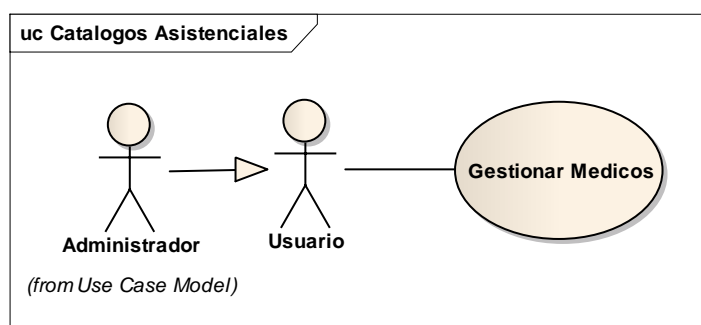 uc Catalogos Asistenciales
Gestionar Medicos
Administrador
Usuario
(from Use Case Model)